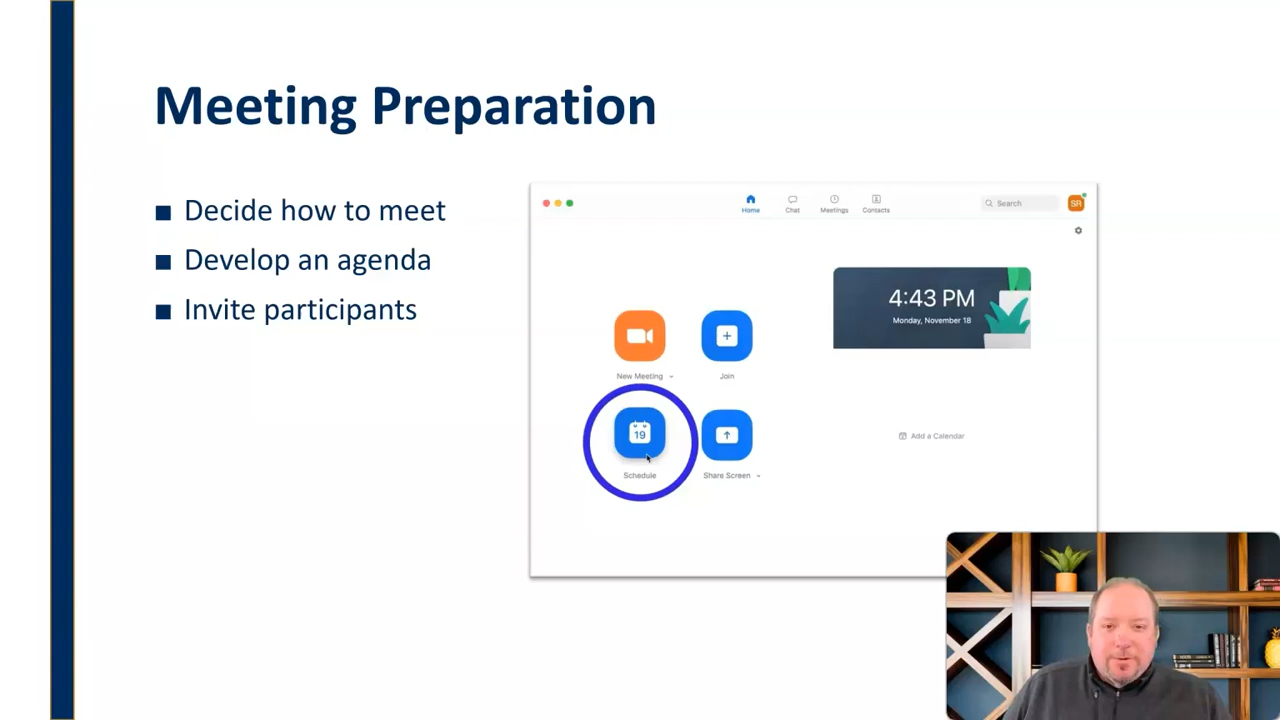 Meeting Preparation
Decide how to meet
Develop an agenda
Invite participants
Home
Chat
Meetings
Contacts
Search
SR
4:43 PM
Monday, November 18
New Meeting
Join
19
Schedule
Share Screen
Add a Calendar